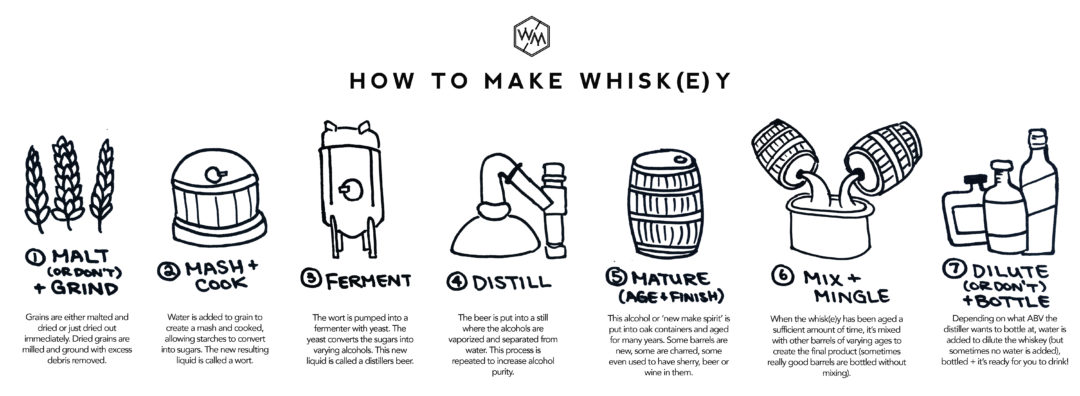 WM
HOW TO MAKE WHISK(E)Y
① MALT
(OR DON'T)
+ GRIND
Grains are either malted and
dried or just dried out
immediately. Dried grains are
milled and ground with excess
debris removed.
② MASH +
COOK
Water is added to grain to
create a mash and cooked,
allowing starches to convert
into sugars. The new resulting
liquid is called a wort.
③ FERMENT
The wort is pumped into a
fermenter with yeast. The
yeast converts the sugars into
varying alcohols. This new
liquid is called a distillers beer.
④ DISTILL
The beer is put into a still
where the alcohols are
vaporized and separated from
water. This process is
repeated to increase alcohol
purity.
⑤ MATURE
(AGE + FINISH)
This alcohol or 'new make spirit' is
put into oak containers and aged
for many years. Some barrels are
new, some are charred, some
even used to have sherry, beer or
wine in them.
⑥ MIX +
MINGLE
When the whisk(e)y has been aged a
sufficient amount of time, it's mixed
with other barrels of varying ages to
create the final product (sometimes
really good barrels are bottled without
mixing).
⑦ DILUTE
(OR DON'T)
+ BOTTLE
Depending on what ABV the
distiller wants to bottle at, water is
added to dilute the whiskey (but
sometimes no water is added),
bottled + it's ready for you to drink!